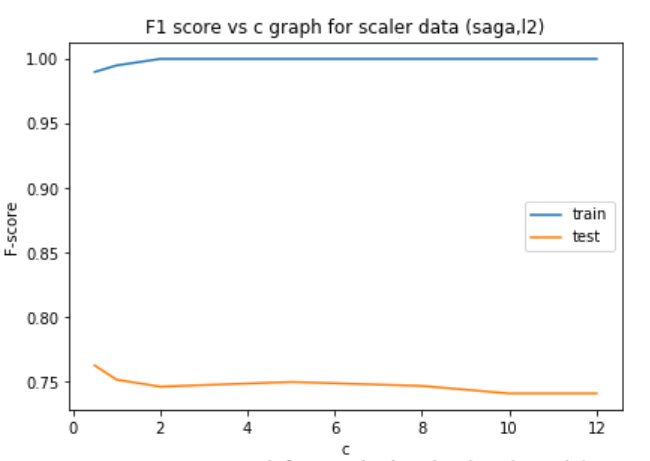 F1 score vs c graph for scaler data (saga,l2)
1.00
0.95
0.90
0.85
0.80
0.75
F-score
train
test
0 2 4 6 8 10 12
c